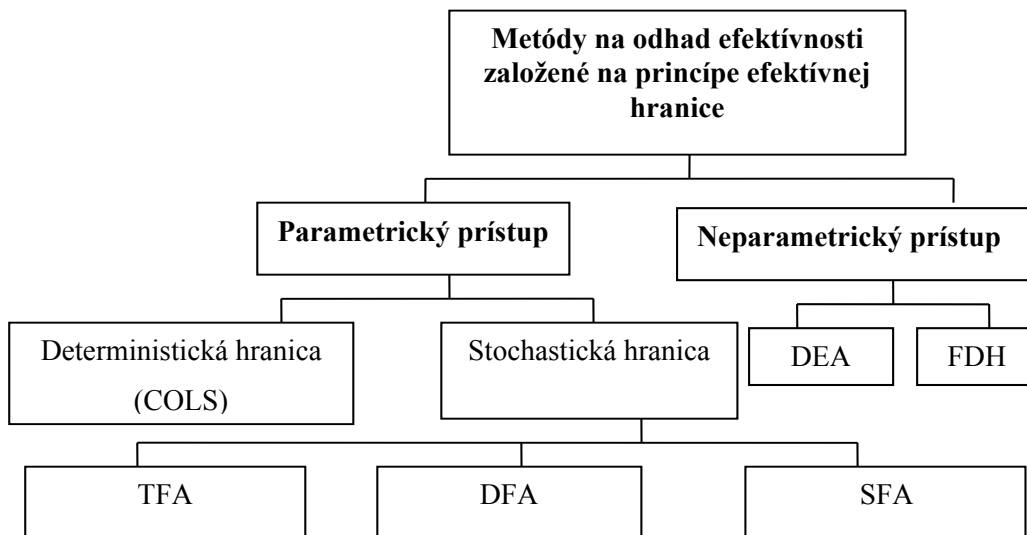 Metódy na odhad efektívnosti
založené na princípe efektívnej
hranice
Parametrický prístup
Neparametrický prístup
Deterministická hranica
(COLS)
Stochastická hranica
DEA
FDH
TFA
DFA
SFA